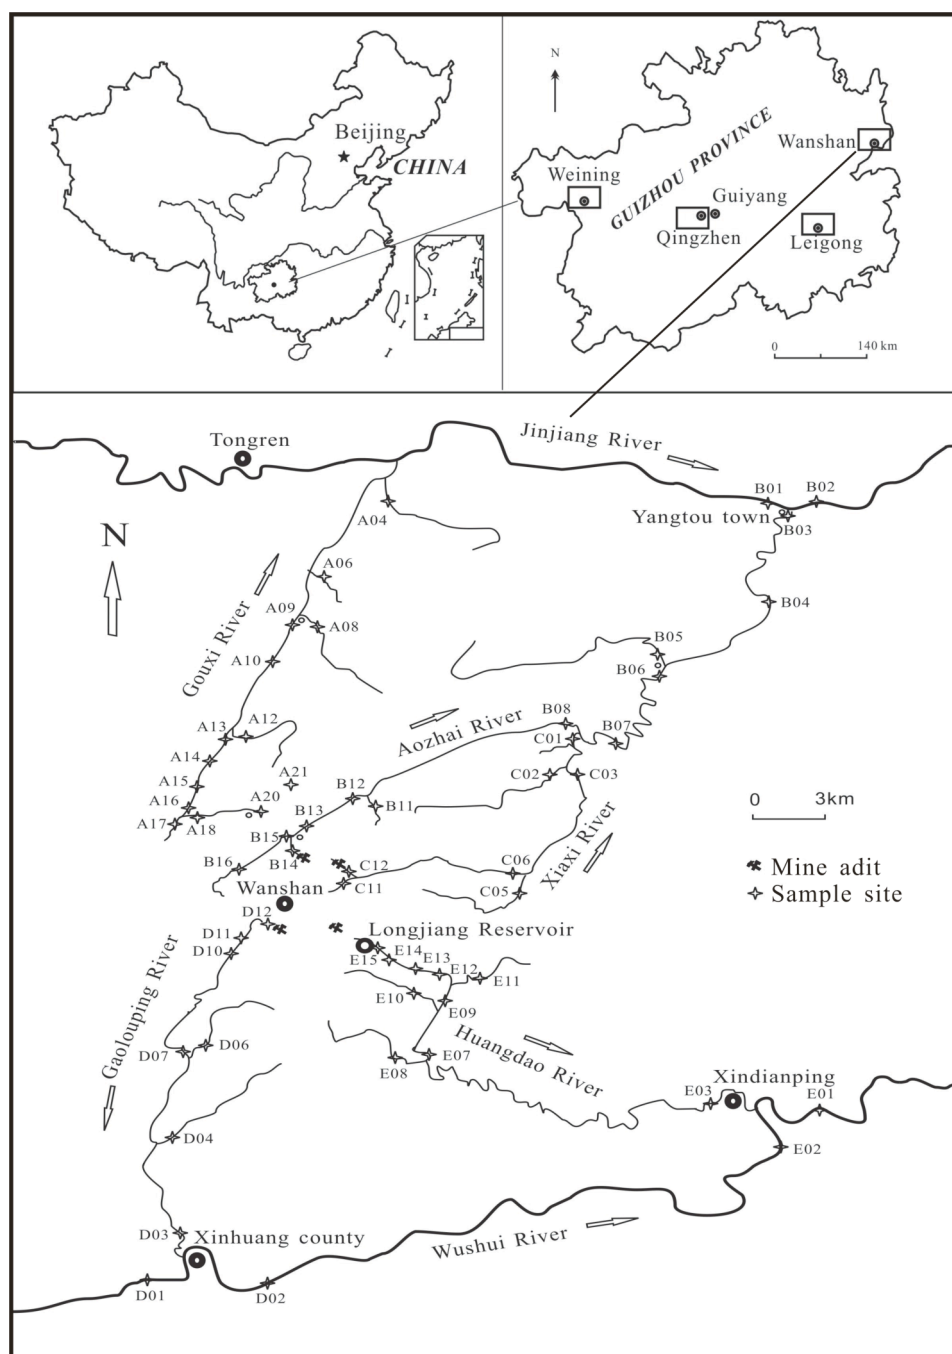 Beijing
CHINA
N
GUIZHOU PROVINCE
Wanshan
Weining
Guiyang
Qingzhen
Leigong
0 140 km
Jinjiang River
Tongren
B01
B02
A04
Yangtou town
B03
N
A06
B04
A09
A08
Gouxi River
B05
A10
B06
Aozhai River
B08
A13
A12
C01
B07
A14
A21
C02
C03
A15
B12
0 3km
A16
A20
B11
A17
A18
B13
B15
Xiaxi River
B14
B16
C12
C06
Mine adit
Wanshan
C11
C05
Sample site
D12
Longjiang Reservoir
D11
D10
E15
E14
E13
E12
E11
E10
E09
Gaolouping River
Huangdao River
D07
D06
E07
E08
Xindianping
E03
E01
D04
E02
D03
Xinhuang county
Wushui River
D01
D02